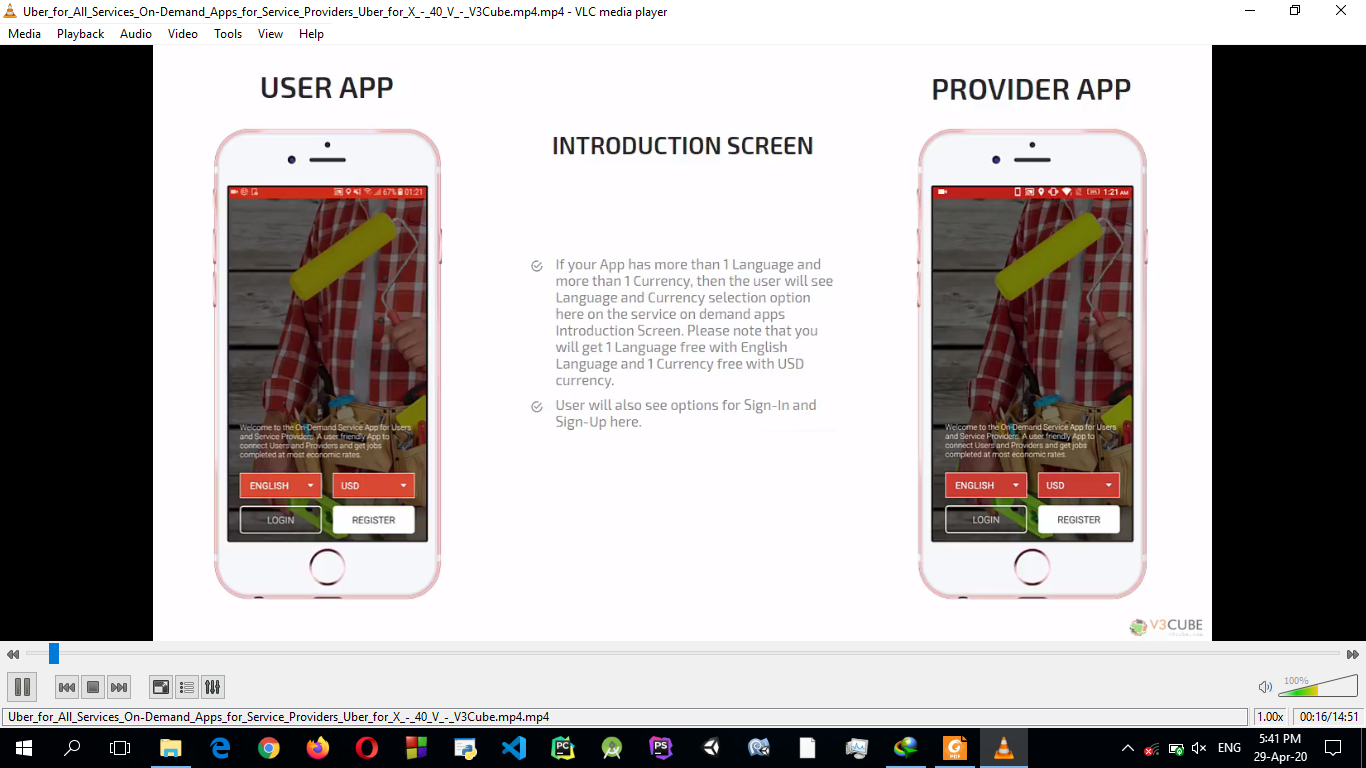 Uber_for_All_Services_On-Demand_Apps_for_Service_Providers_Uber_for_X_-_40_V_-_V3Cube.mp4.mp4 - VLC media player
Media Playback Audio Video Tools View Help
USER APP
PROVIDER APP
INTRODUCTION SCREEN
67% 01:21
1:21 AM
If your App has more than 1 Language and
more than 1 Currency, then the user will see
Language and Currency selection option
here on the service on demand apps
Introduction Screen. Please note that you
will get 1 Language free with English
Language and 1 Currency free with USD
currency.
User will also see options for Sign-In and
Sign-Up here.
Welcome to the On-Demand Service App for Users
and Service Providers. A user friendly App to
connect Users and Providers and get jobs
completed at most economic rates.
ENGLISH USD
LOGIN REGISTER
Welcome to the On-Demand Service App for Users
and Service Providers. A user friendly App to
connect Users and Providers and get jobs
completed at most economic rates.
ENGLISH USD
LOGIN REGISTER
V3CUBE
v3cube.com
100%
Uber_for_All_Services_On-Demand_Apps_for_Service_Providers_Uber_for_X_-_40_V_-_V3Cube.mp4.mp4
1.00x
00:16/14:51
PC
PS
PDF
ENG
5:41 PM
29-Apr-20